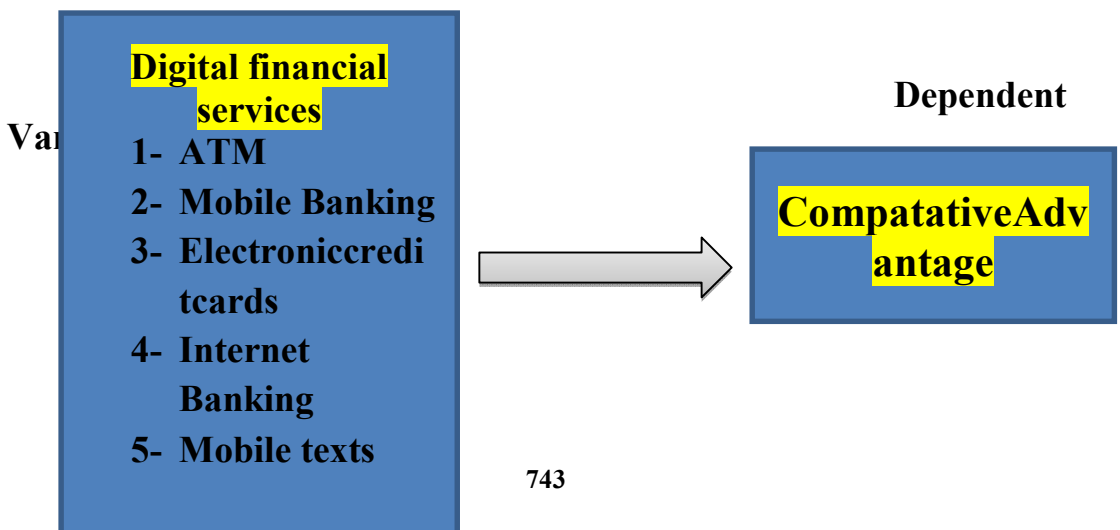 Digital financial
services
1- ATM
2- Mobile Banking
3- Electroniccredi
tcards
4- Internet
Banking
5- Mobile texts
Dependent
CompatativeAdv
antage
743